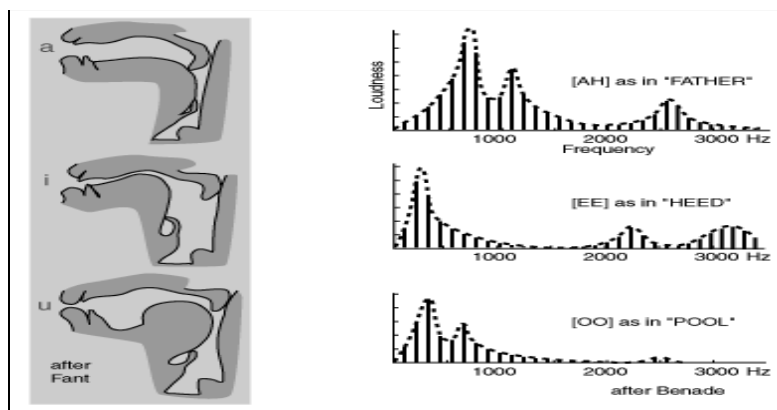 a
i
u
after
Fant
Loudness
[AH] as in "FATHER"
1000 2000 3000 Hz
Frequency
[EE] as in "HEED"
1000 2000 3000 Hz
[OO] as in "POOL"
1000 2000 3000 Hz
after Benade